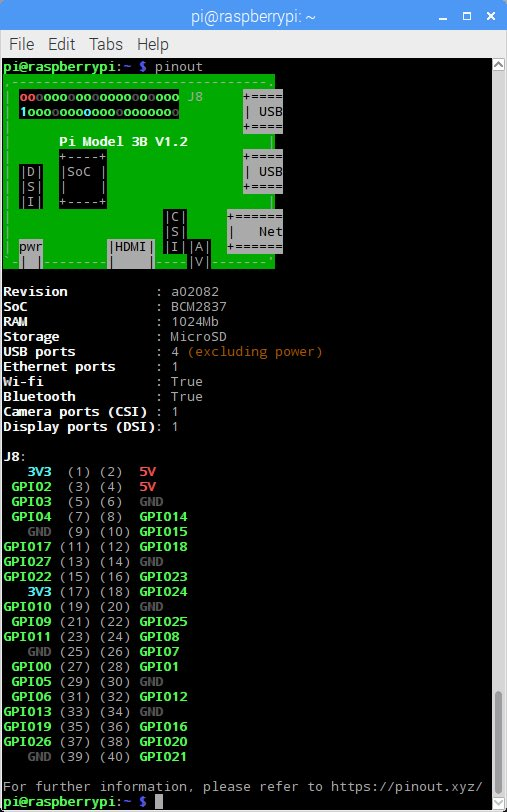 pi@raspberrypi: ~
File Edit Tabs Help
pi@raspberrypi:~ $ pinout
,--------------------------------.
| oooooooooooooooooooo J8     +====
| 1ooooooooooooooooooo        | USB
|                             +====
|      Pi Model 3B V1.2          |
|      +----+                 +====
| |D|  |SoC |                 | USB
| |S|  |    |                 +====
| |I|  +----+                    |
|                   |C|     +======
|                   |S|     |   Net
| pwr        |HDMI| |I||A|  +======
`-| |--------|    |----|V|-------'
Revision           : a02082
SoC                : BCM2837
RAM                : 1024Mb
Storage            : MicroSD
USB ports          : 4 (excluding power)
Ethernet ports     : 1
Wi-fi              : True
Bluetooth          : True
Camera ports (CSI) : 1
Display ports (DSI): 1
J8:
   3V3  (1) (2)  5V
 GPIO2  (3) (4)  5V
 GPIO3  (5) (6)  GND
 GPIO4  (7) (8)  GPIO14
   GND  (9) (10) GPIO15
GPIO17 (11) (12) GPIO18
GPIO27 (13) (14) GND
GPIO22 (15) (16) GPIO23
   3V3 (17) (18) GPIO24
GPIO10 (19) (20) GND
 GPIO9 (21) (22) GPIO25
GPIO11 (23) (24) GPIO8
   GND (25) (26) GPIO7
 GPIO0 (27) (28) GPIO1
 GPIO5 (29) (30) GND
 GPIO6 (31) (32) GPIO12
GPIO13 (33) (34) GND
GPIO19 (35) (36) GPIO16
GPIO26 (37) (38) GPIO20
   GND (39) (40) GPIO21
For further information, please refer to https://pinout.xyz/
pi@raspberrypi:~ $